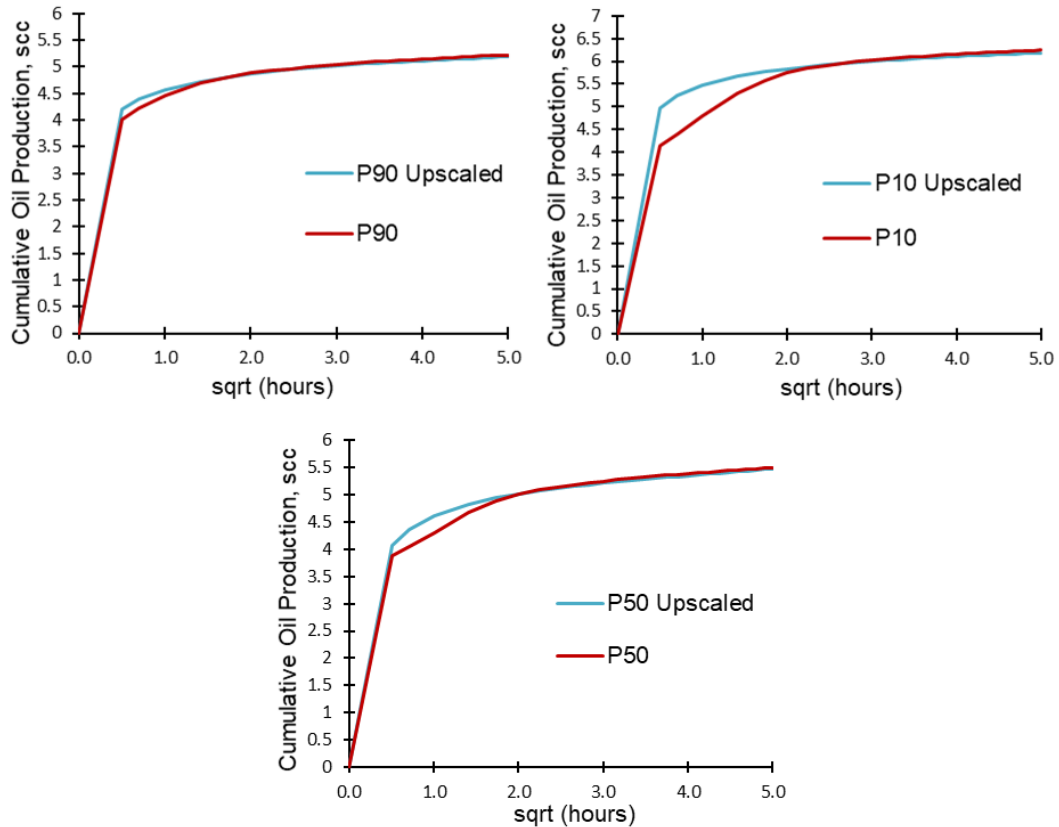 Cumulative Oil Production, scc
6
5.5
5
4.5
4
3.5
3
2.5
2
1.5
1
0.5
0
P90 Upscaled
P90
0.0 1.0 2.0 3.0 4.0 5.0
sqrt (hours)
Cumulative Oil Production, scc
7
6.5
6
5.5
5
4.5
4
3.5
3
2.5
2
1.5
1
0.5
0
P10 Upscaled
P10
0.0 1.0 2.0 3.0 4.0 5.0
sqrt (hours)
Cumulative Oil Production, scc
6
5.5
5
4.5
4
3.5
3
2.5
2
1.5
1
0.5
0
P50 Upscaled
P50
0.0 1.0 2.0 3.0 4.0 5.0
sqrt (hours)